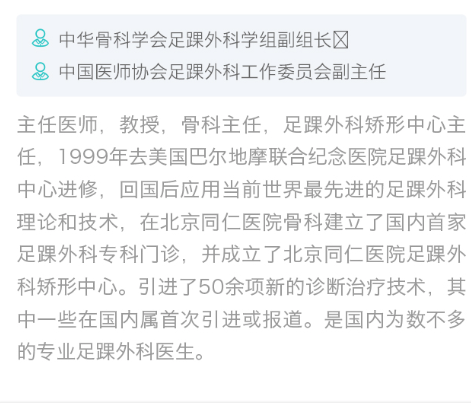 中华骨科学会足踝外科学组副组长
中国医师协会足踝外科工作委员会副主任
主任医师，教授，骨科主任，足踝外科矫形中心主
任，1999年去美国巴尔地摩联合纪念医院足踝外科
中心进修，回国后应用当前世界最先进的足踝外科
理论和技术，在北京同仁医院骨科建立了国内首家
足踝外科专科门诊，并成立了北京同仁医院足踝外
科矫形中心。引进了50余项新的诊断治疗技术，其
中一些在国内属首次引进或报道。是国内为数不多
的专业足踝外科医生。